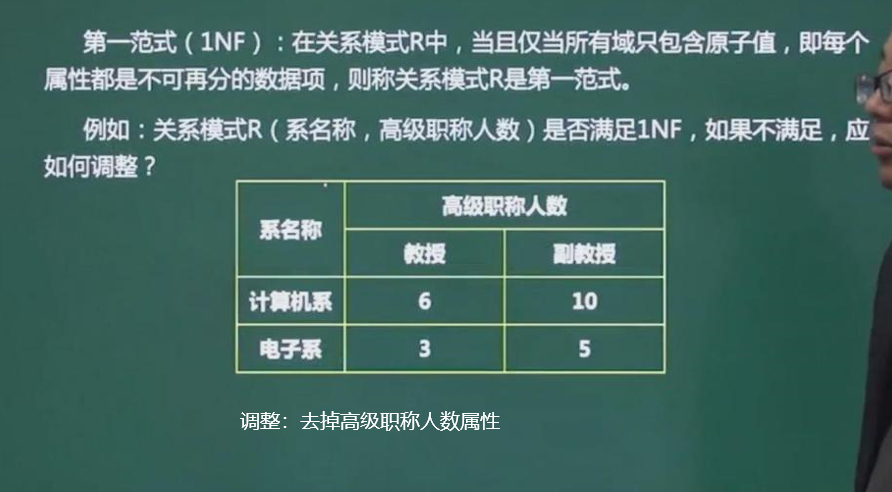 第一范式（1NF）：在关系模式R中，当且仅当所有域只包含原子值，即每个
属性都是不可再分的数据项，则称关系模式R是第一范式。
例如：关系模式R（系名称，高级职称人数）是否满足1NF，如果不满足，应
如何调整？
系名称 高级职称人数
教授 副教授
计算机系 6 10
电子系 3 5
调整：去掉高级职称人数属性